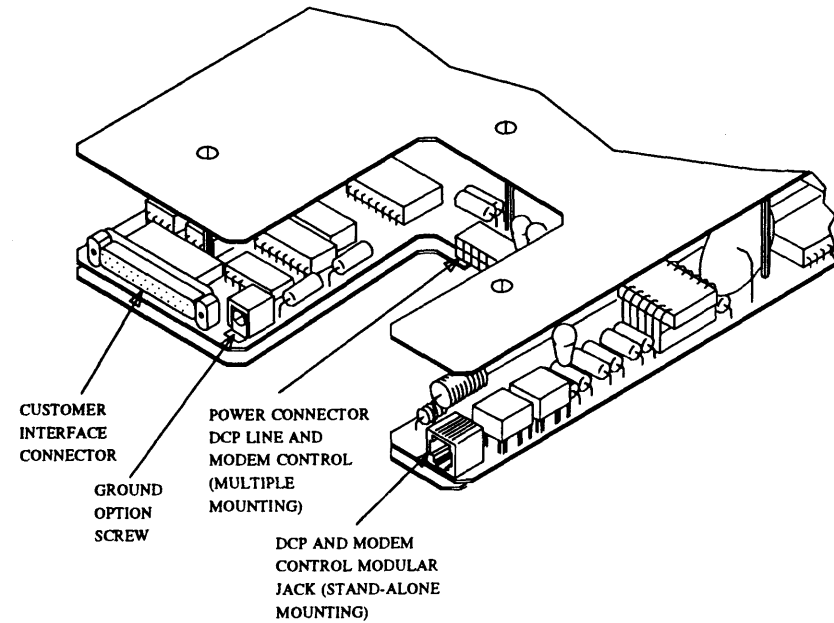 CUSTOMER
INTERFACE
CONNECTOR
GROUND
OPTION
SCREW
POWER CONNECTOR
DCP LINE AND
MODEM CONTROL
(MULTIPLE
MOUNTING)
DCP AND MODEM
CONTROL MODULAR
JACK (STAND-ALONE
MOUNTING)